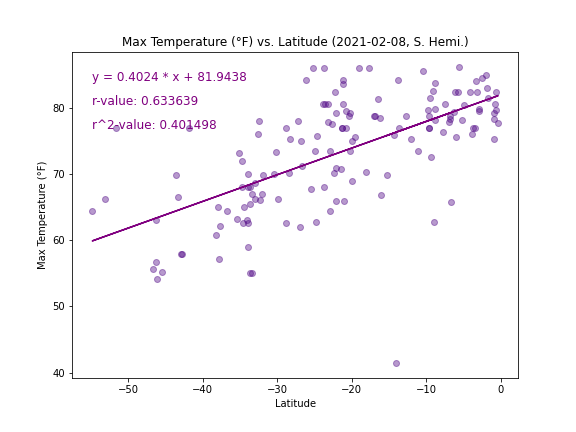 Max Temperature (°F) vs. Latitude (2021-02-08, S. Hemi.)
y = 0.4024 * x + 81.9438
r-value: 0.633639
r^2-value: 0.401498
80
70
60
50
40
Max Temperature (°F)
−50 −40 −30 −20 −10 0
Latitude